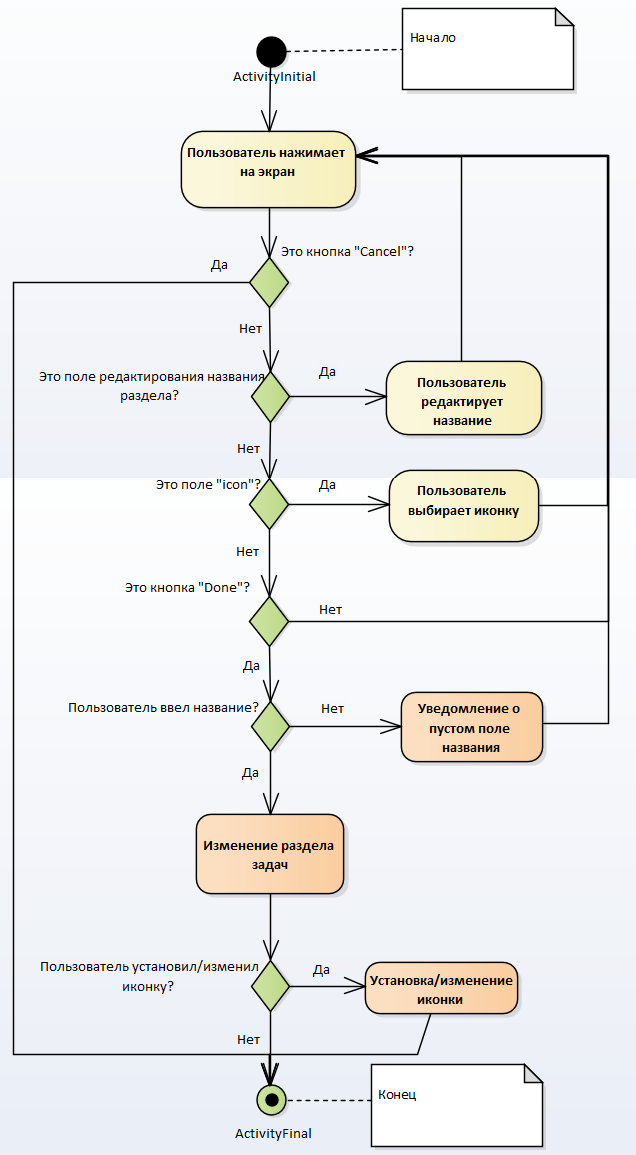 Начало
ActivityInitial
Пользователь нажимает
на экран
Это кнопка "Cancel"?
Да
Нет
Это поле редактирования названия
раздела?
Да
Пользователь
редактирует
название
Нет
Это поле "icon"?
Да
Пользователь
выбирает иконку
Нет
Это кнопка "Done"?
Нет
Да
Пользователь ввел название?
Нет
Уведомление о
пустом поле
названия
Да
Изменение раздела
задач
Пользователь установил/изменил
иконку?
Да
Установка/изменение
иконки
Нет
Конец
ActivityFinal